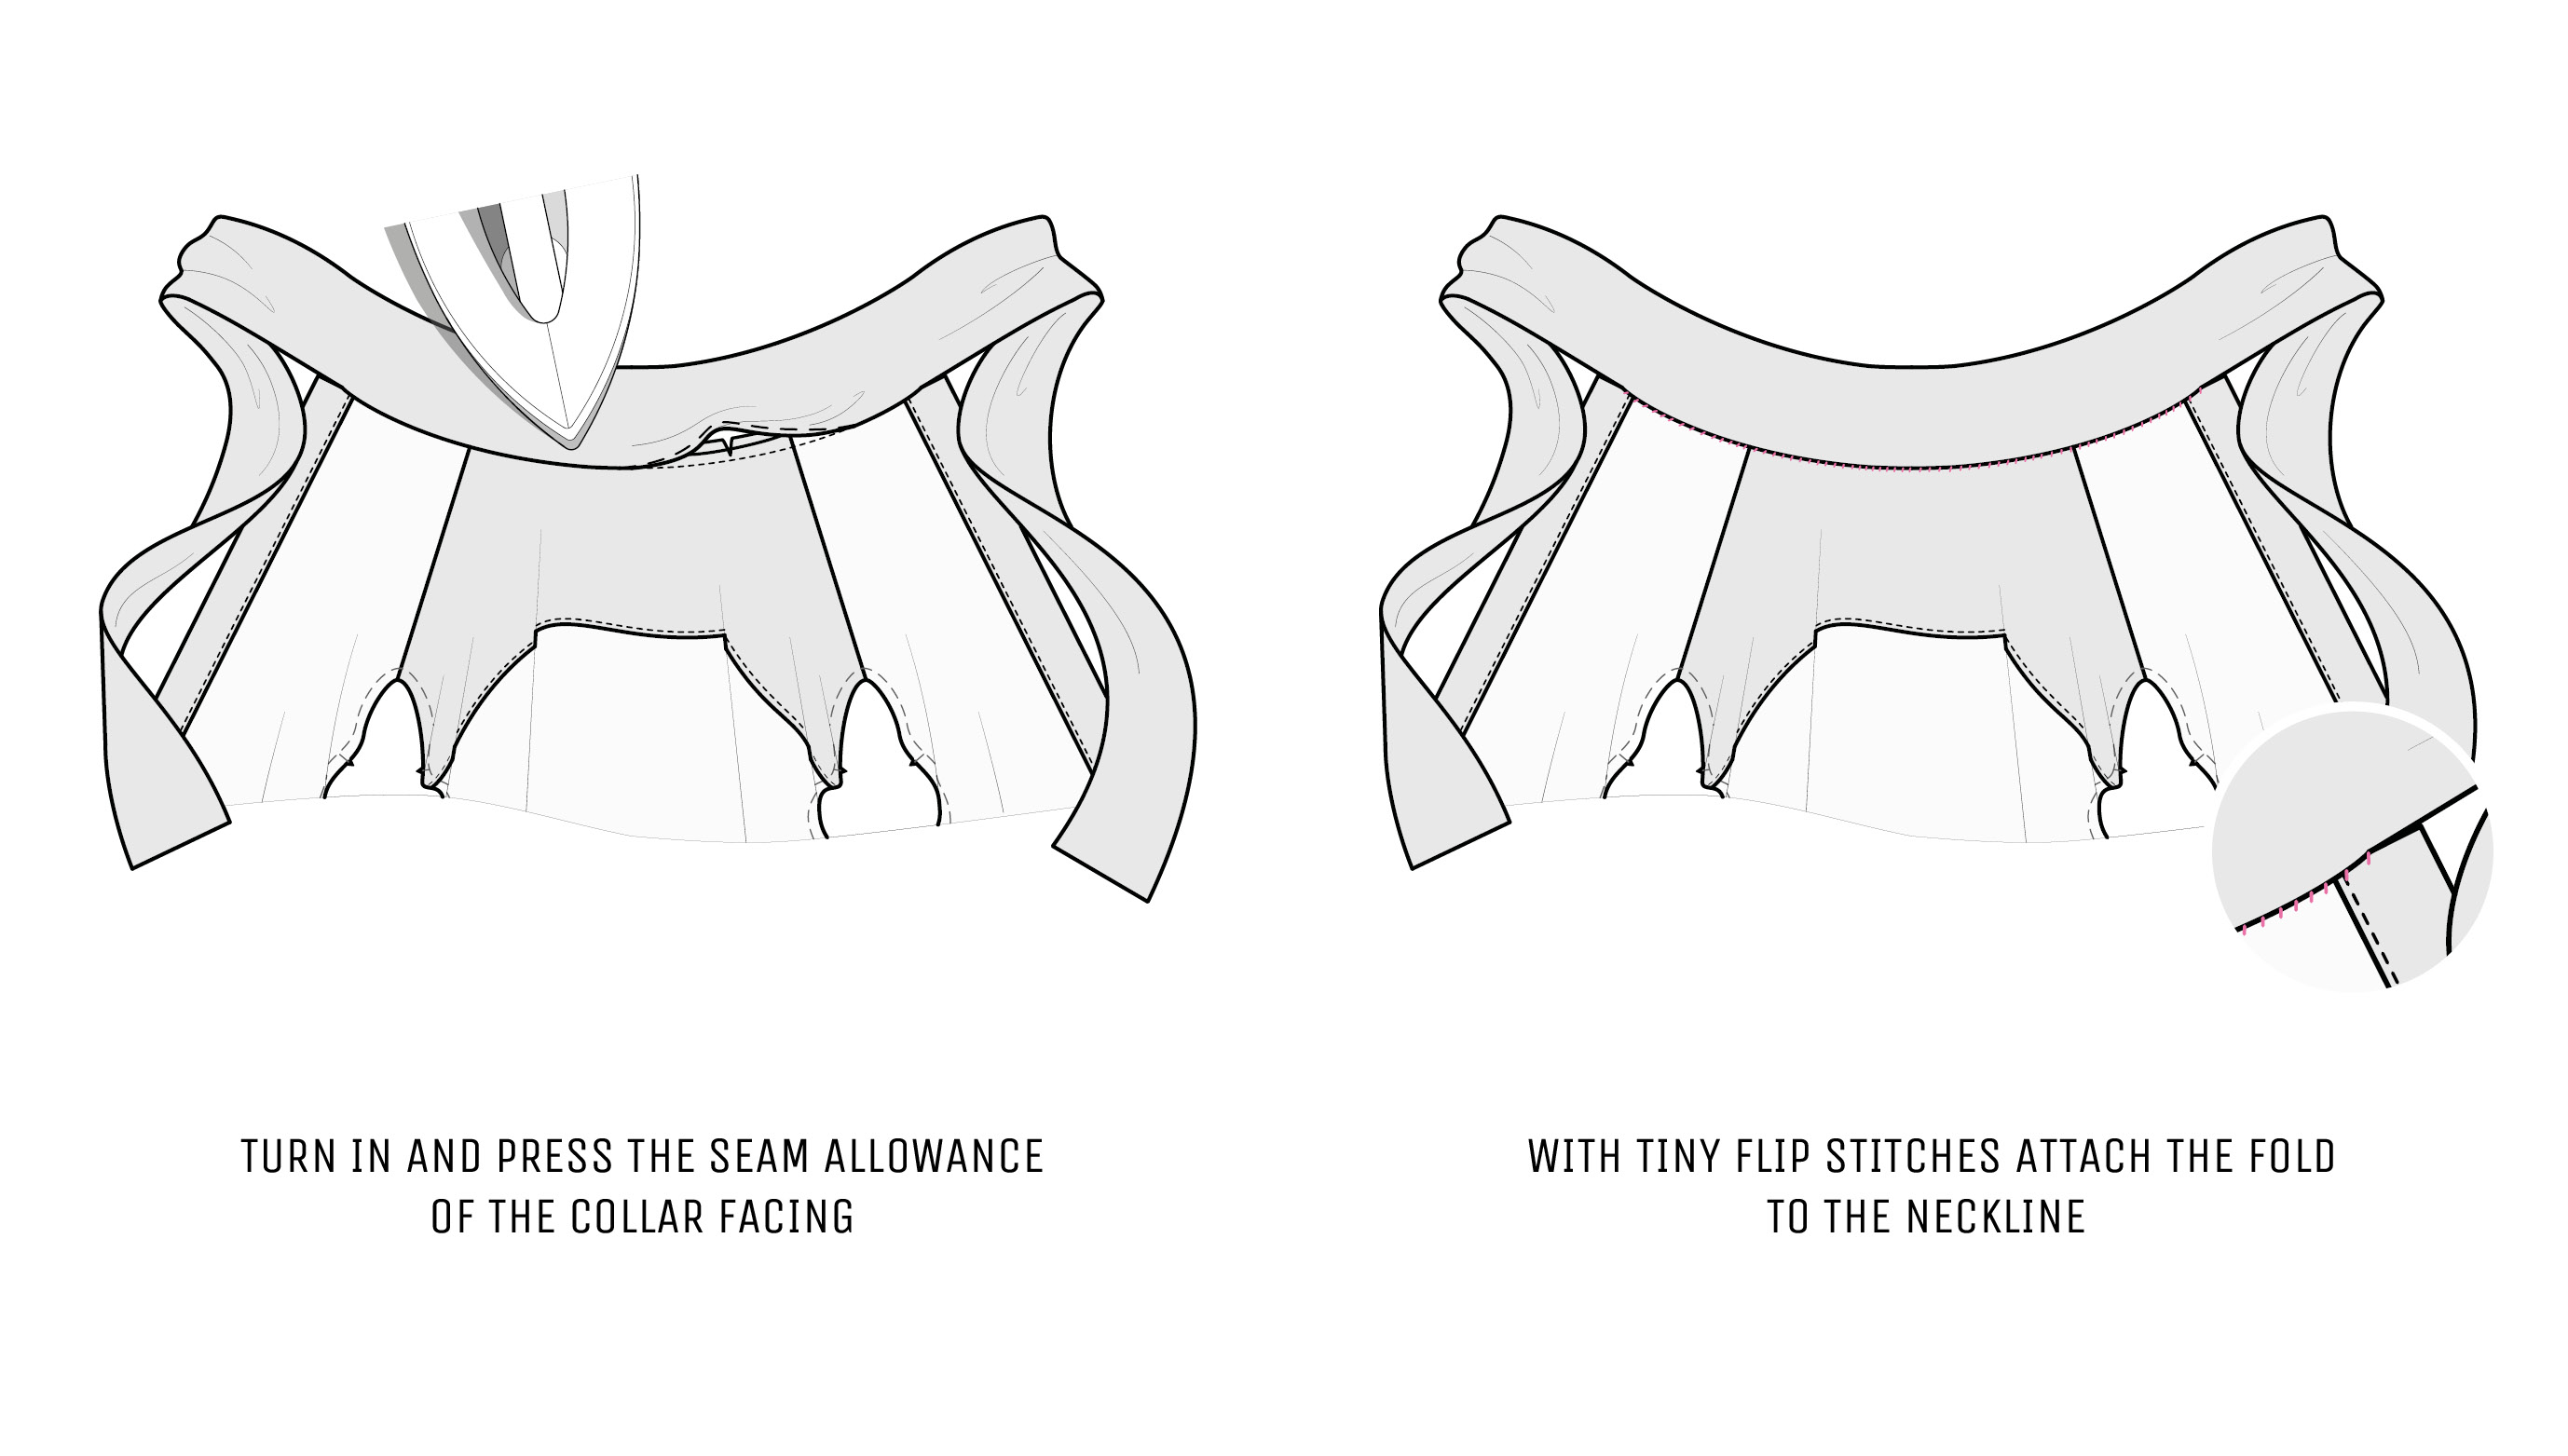 TURN IN AND PRESS THE SEAM ALLOWANCE
OF THE COLLAR FACING
WITH TINY FLIP STITCHES ATTACH THE FOLD
TO THE NECKLINE